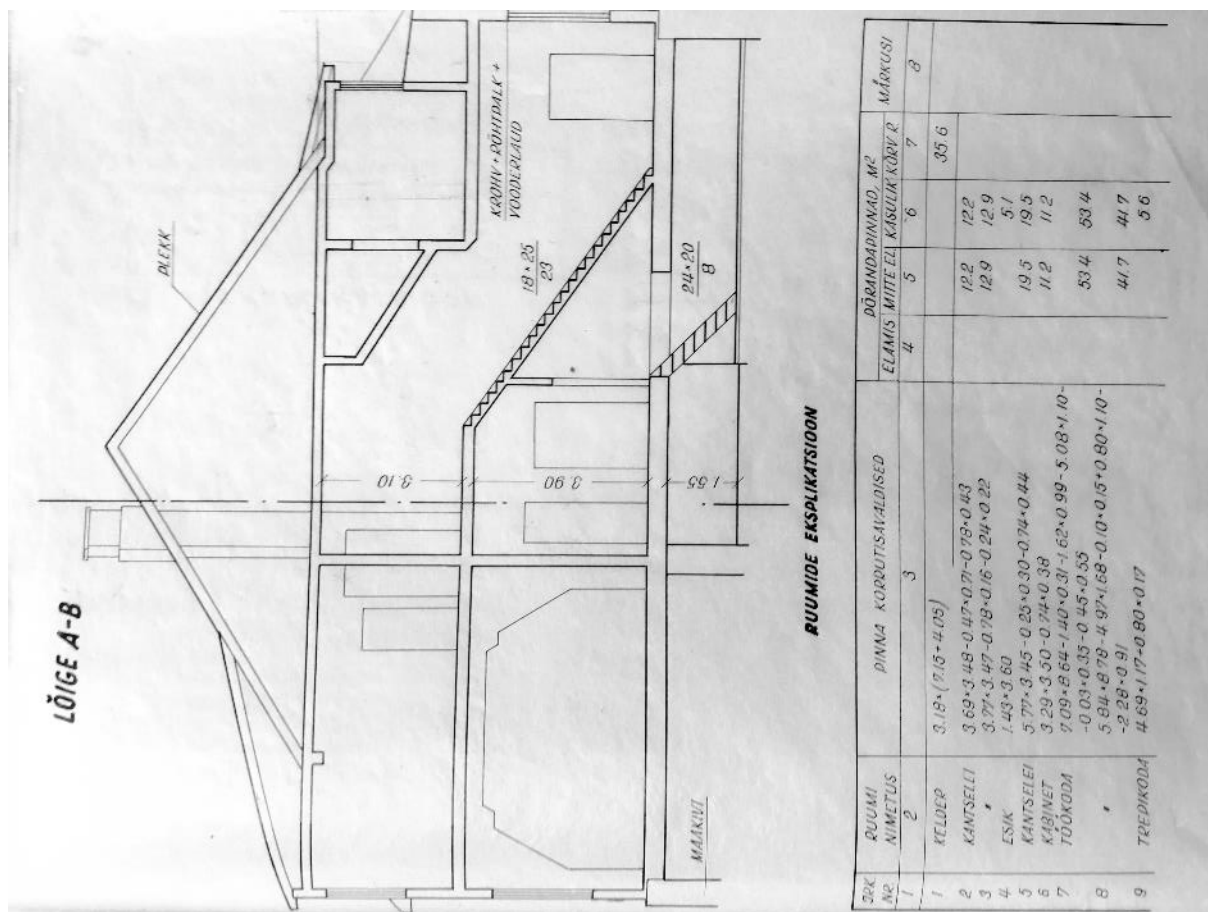 LÕIGE A-B
PLEKK
KROHV + RÕHTPALK +
VOODERLAUD
18×25
23
24×20
8
3.10
3.90
1.55
MAAKIVI
RUUMIDE EKSPLIKATSIOON
JRK. NR. RUUMI NIMETUS PINNA KORRUTISAVALDISED PÕRANDAPINNAD, M2 MÄRKUSI
ELAMIS MITTE EL. KASULIK KÕRV. R.
1 2 3 4 5 6 7 8
1 KELDER 3.18×(7.15+4.05) 35.6
2 KANTSELEI 3.69×3.48-0.47×0.71-0.78×0.43 12.2 12.2
3 " 3.77×3.47-0.78×0.16-0.24×0.22 12.9 12.9
4 ESIK 1.43×3.60 5.1
5 KANTSELEI 5.77×3.45-0.25×0.30-0.74×0.44 19.5 19.5
6 KABINET 3.29×3.50-0.74×0.38 11.2 11.2
7 TÖÖKODA 7.09×8.64-1.40×0.31-1.62×0.99-5.08×1.10-
-0.03×0.35-0.45×0.55 53.4 53.4
8 " 5.84×8.78-4.97×1.68-0.10×0.15+0.80×1.10-
-2.28×0.91 41.7 41.7
9 TREPIKODA 4.69×1.17+0.80×0.17 5.6